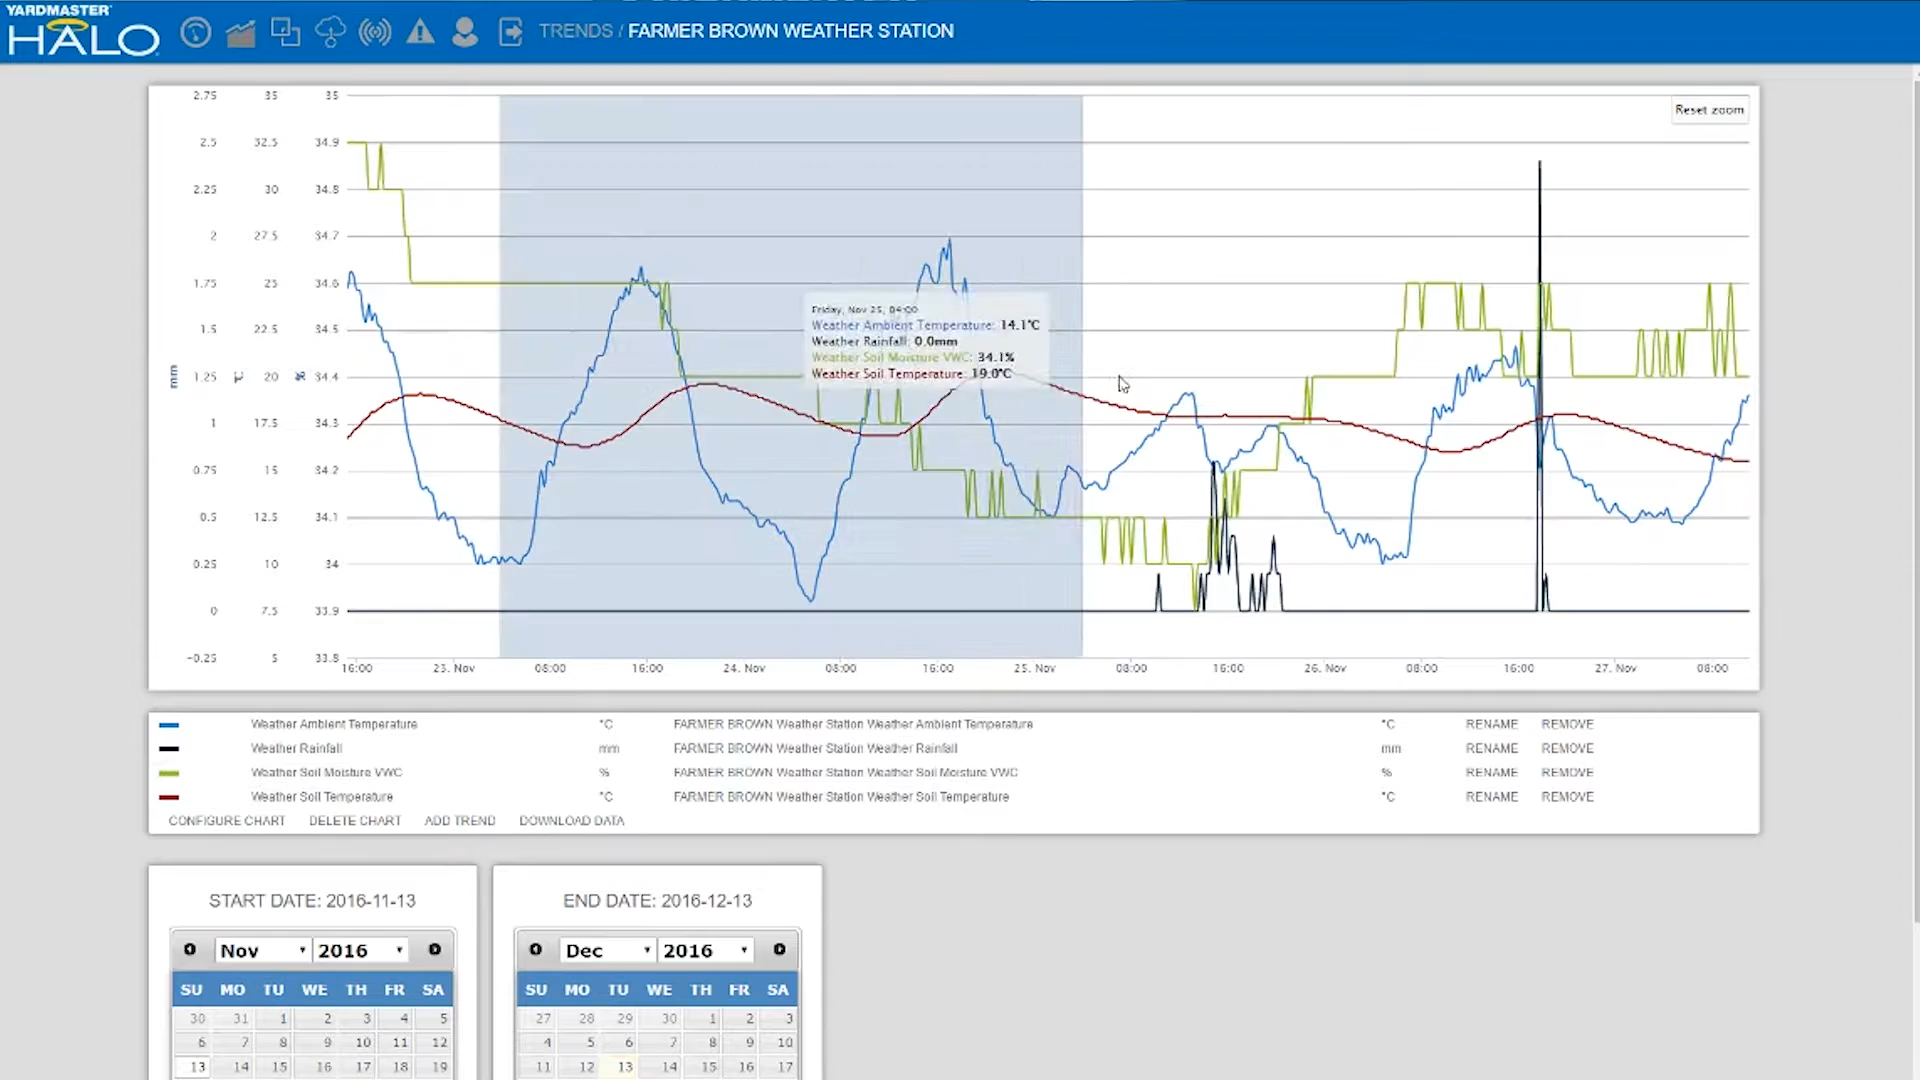 YARDMASTER
HALO
TRENDS / FARMER BROWN WEATHER STATION
Reset zoom
2.75 35 35
2.5 32.5 34.9
2.25 30 34.8
2 27.5 34.7
1.75 25 34.6
1.5 22.5 34.5
1.25 20 34.4
1 17.5 34.3
0.75 15 34.2
0.5 12.5 34.1
0.25 10 34
0 7.5 33.9
-0.25 5 33.8
mm °C %
Friday, Nov 25, 04:00
Weather Ambient Temperature: 14.1°C
Weather Rainfall: 0.0mm
Weather Soil Moisture VWC: 34.1%
Weather Soil Temperature: 19.0°C
16:00 23. Nov 08:00 16:00 24. Nov 08:00 16:00 25. Nov 08:00 16:00 26. Nov 08:00 16:00 27. Nov 08:00
Weather Ambient Temperature °C FARMER BROWN Weather Station Weather Ambient Temperature °C RENAME REMOVE
Weather Rainfall mm FARMER BROWN Weather Station Weather Rainfall mm RENAME REMOVE
Weather Soil Moisture VWC % FARMER BROWN Weather Station Weather Soil Moisture VWC % RENAME REMOVE
Weather Soil Temperature °C FARMER BROWN Weather Station Weather Soil Temperature °C RENAME REMOVE
CONFIGURE CHART DELETE CHART ADD TREND DOWNLOAD DATA
START DATE: 2016-11-13
Nov 2016
SU MO TU WE TH FR SA
30 31 1 2 3 4 5
6 7 8 9 10 11 12
13 14 15 16 17 18 19
END DATE: 2016-12-13
Dec 2016
SU MO TU WE TH FR SA
27 28 29 30 1 2 3
4 5 6 7 8 9 10
11 12 13 14 15 16 17